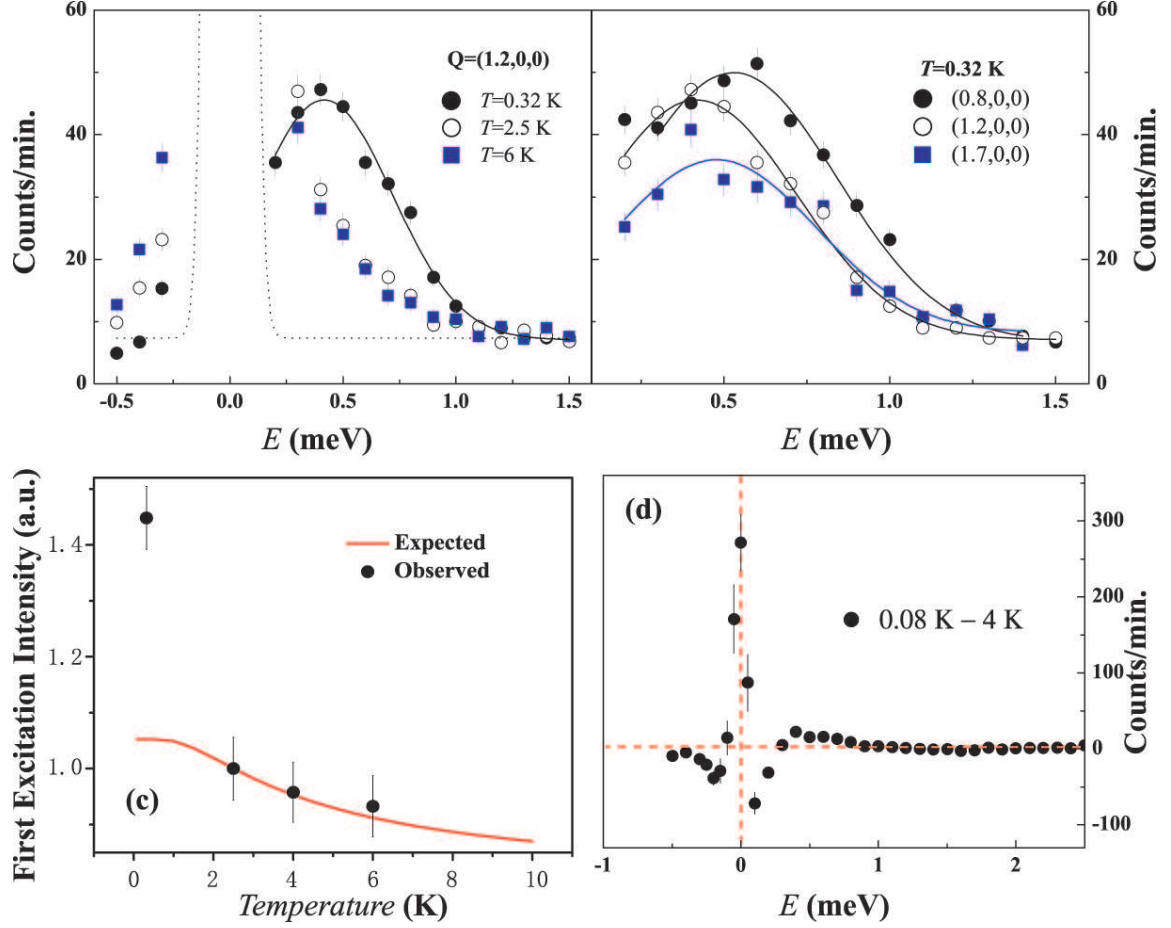 60
40
20
0
Counts/min.
Q=(1.2,0,0)
T=0.32 K
T=2.5 K
T=6 K
-0.5
0.0
0.5
1.0
1.5
E (meV)
T=0.32 K
(0.8,0,0)
(1.2,0,0)
(1.7,0,0)
60
40
20
0
Counts/min.
0.5
1.0
1.5
E (meV)
First Excitation Intensity (a.u.)
1.4
1.2
1.0
Expected
Observed
(c)
0
2
4
6
8
10
Temperature (K)
(d)
0.08 K – 4 K
300
200
100
0
-100
Counts/min.
-1
0
1
2
E (meV)